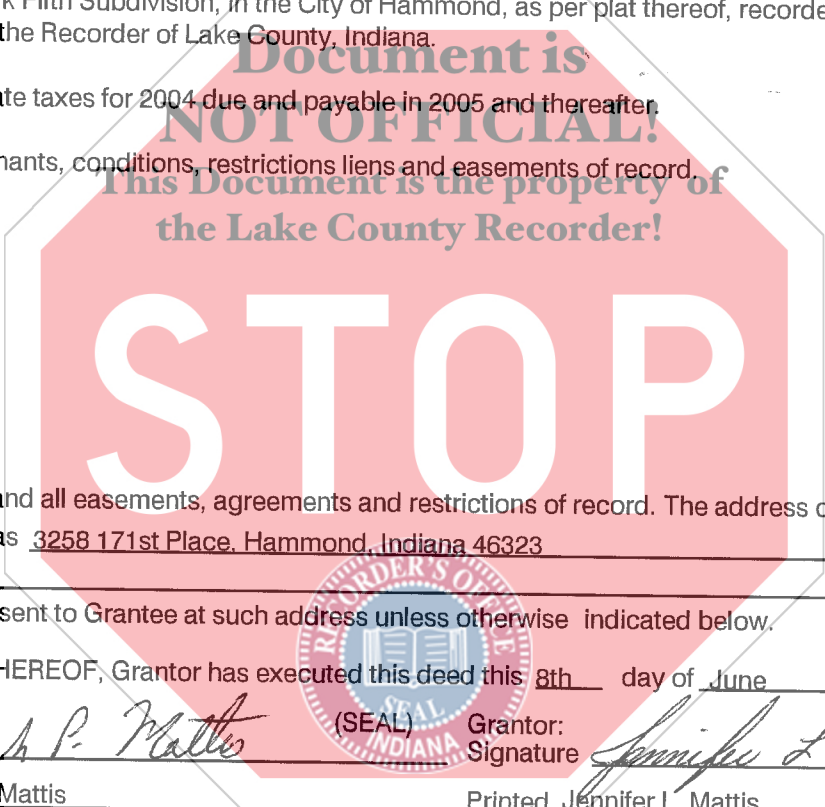 k Fifth Subdivision, in the City of Hammond, as per plat thereof, recorde
the Recorder of Lake County, Indiana.
Document is
te taxes for 2004 due and payable in 2005 and thereafter.
NOT OFFICIAL!
nants, conditions, restrictions liens and easements of record.
This Document is the property of
the Lake County Recorder!
STOP
and all easements, agreements and restrictions of record. The address o
as 3258 171st Place, Hammond, Indiana 46323
RECORDER'S OFFICE
sent to Grantee at such address unless otherwise indicated below.
HEREOF, Grantor has executed this deed this 8th day of June
SEAL
INDIANA
P. Mattis (SEAL) Grantor:
Signature Jennifer L
Mattis Printed Jennifer L. Mattis